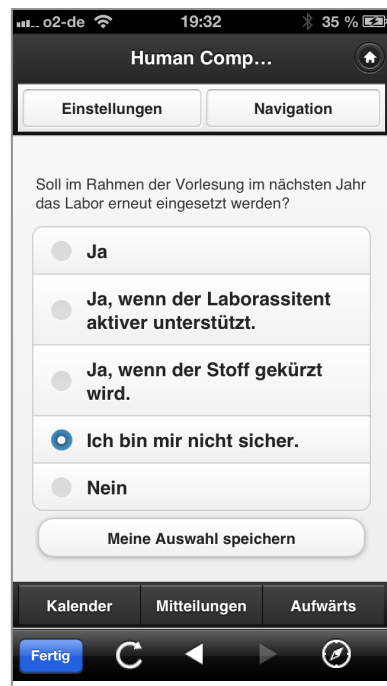 o2-de 19:32 35 %
Human Comp...
Einstellungen Navigation
Soll im Rahmen der Vorlesung im nächsten Jahr
das Labor erneut eingesetzt werden?
Ja
Ja, wenn der Laborassitent
aktiver unterstützt.
Ja, wenn der Stoff gekürzt
wird.
Ich bin mir nicht sicher.
Nein
Meine Auswahl speichern
Kalender Mitteilungen Aufwärts
Fertig